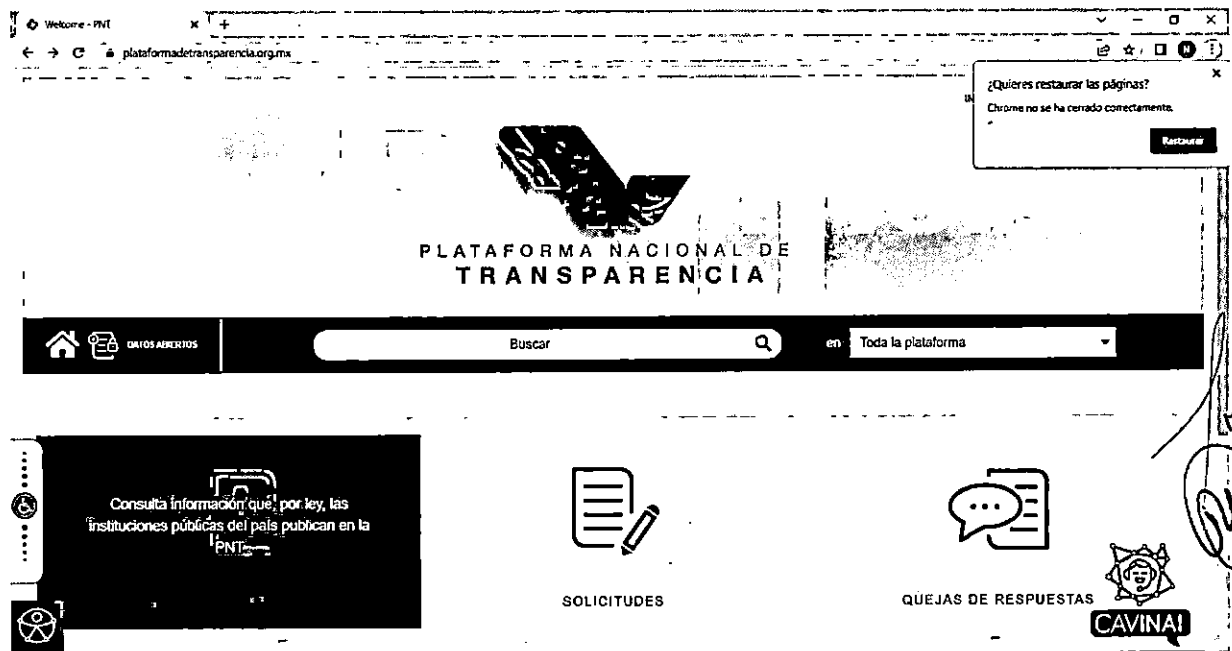 Welcome - PNT
plataformadetransparencia.org.mx
¿Quieres restaurar las páginas?
Chrome no se ha cerrado correctamente.
Restaurar
PLATAFORMA NACIONAL DE
TRANSPARENCIA
DATOS ABIERTOS
Buscar
en
Toda la plataforma
Consulta información que, por ley, las
instituciones públicas del país publican en la
PNT
SOLICITUDES
QUEJAS DE RESPUESTAS
CAVINAI